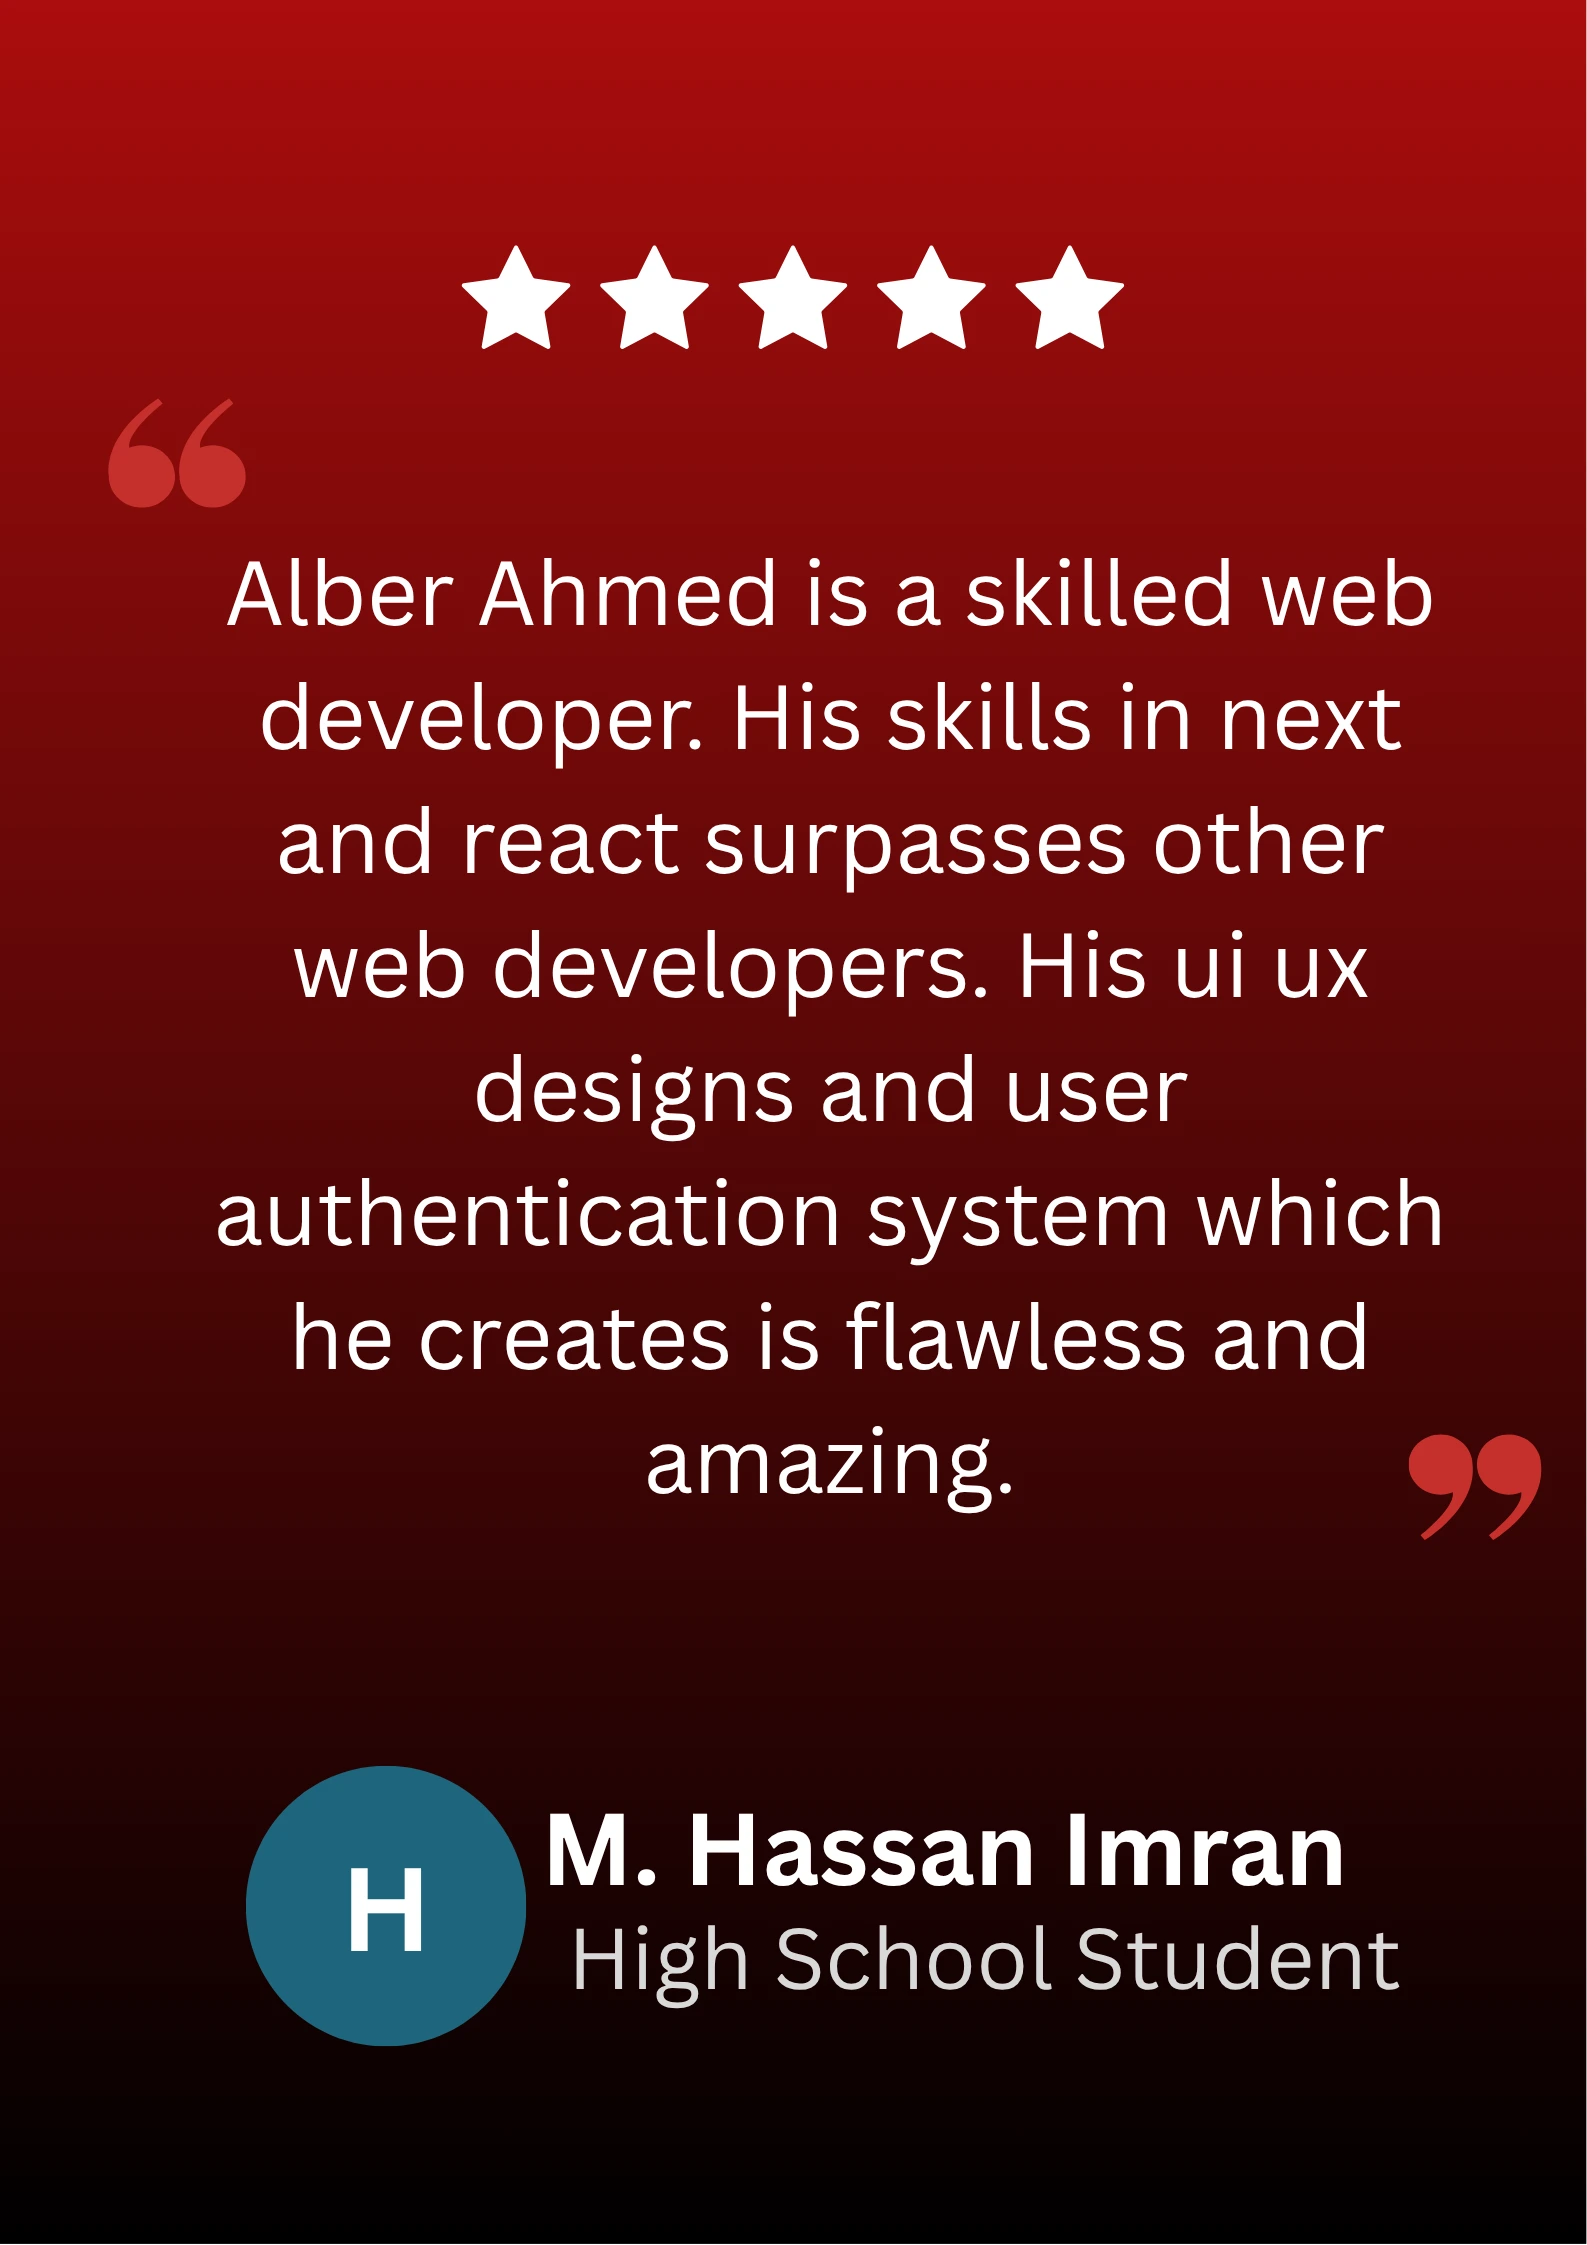 Alber Ahmed is a skilled web
developer. His skills in next
and react surpasses other
web developers. His ui ux
designs and user
authentication system which
he creates is flawless and
amazing.
H
M. Hassan Imran
High School Student